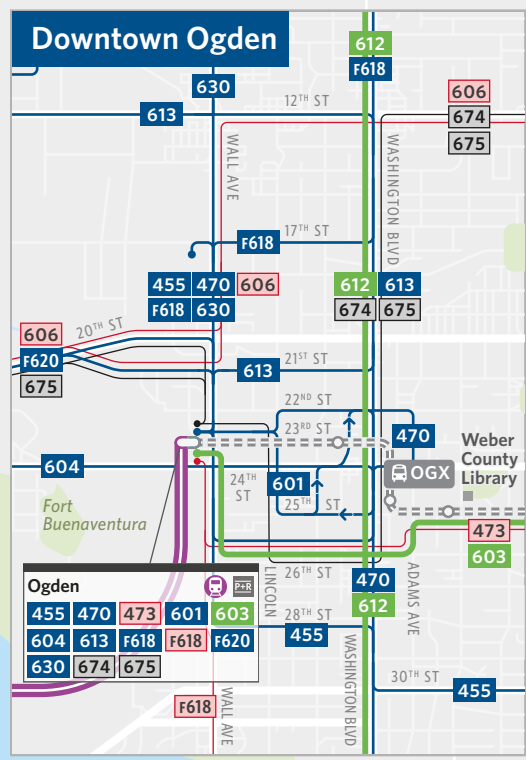 Downtown Ogden
612
F618
630
606
12TH ST
613
674
675
WALL AVE
WASHINGTON BLVD
17TH ST
F618
455 470 606
F618 630
612 613
674 675
606
20TH ST
F620
675
21ST ST
613
22ND ST
23RD ST
470
Weber
County
Library
604
OGX
24TH
ST
601
25TH ST
Fort
Buenaventura
473
603
26TH ST
Ogden
P+R
455 470 473 601 603
604 613 F618 F618 F620
630 674 675
LINCOLN
470
612
ADAMS AVE
28TH ST
455
WASHINGTON BLVD
30TH ST
455
F618
WALL AVE